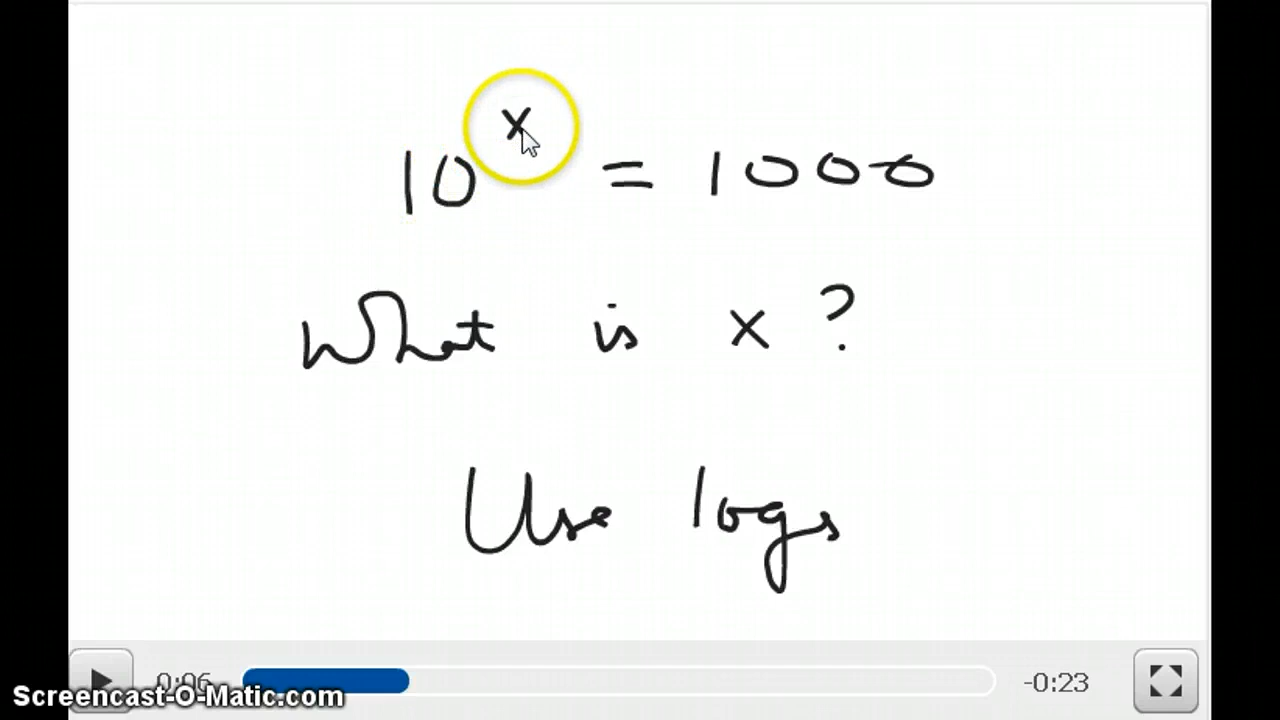 10^x = 1000
What is x ?
Use logs
0:06 -0:23
Screencast-O-Matic.com